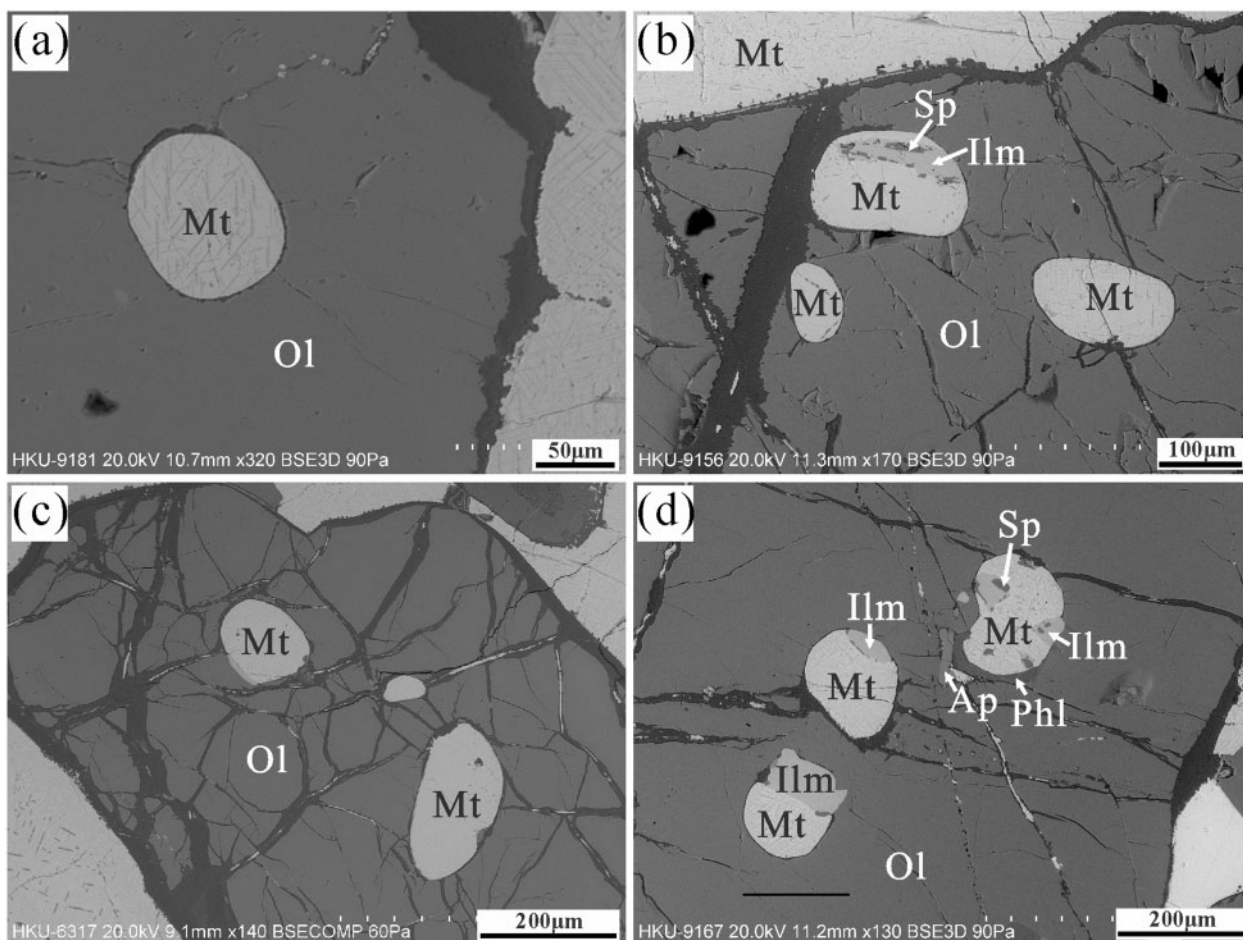 (a)
Mt
Ol
HKU-9181 20.0kV 10.7mm x320 BSE3D 90Pa
50μm
(b)
Mt
Sp
Ilm
Mt
Mt
Mt
Ol
HKU-9156 20.0kV 11.3mm x170 BSE3D 90Pa
100μm
(c)
Mt
Ol
Mt
HKU-6317 20.0kV 9.1mm x140 BSECOMP 60Pa
200μm
(d)
Sp
Ilm
Mt
Ilm
Mt
Ap
Phl
Ilm
Mt
Ol
HKU-9167 20.0kV 11.2mm x130 BSE3D 90Pa
200μm